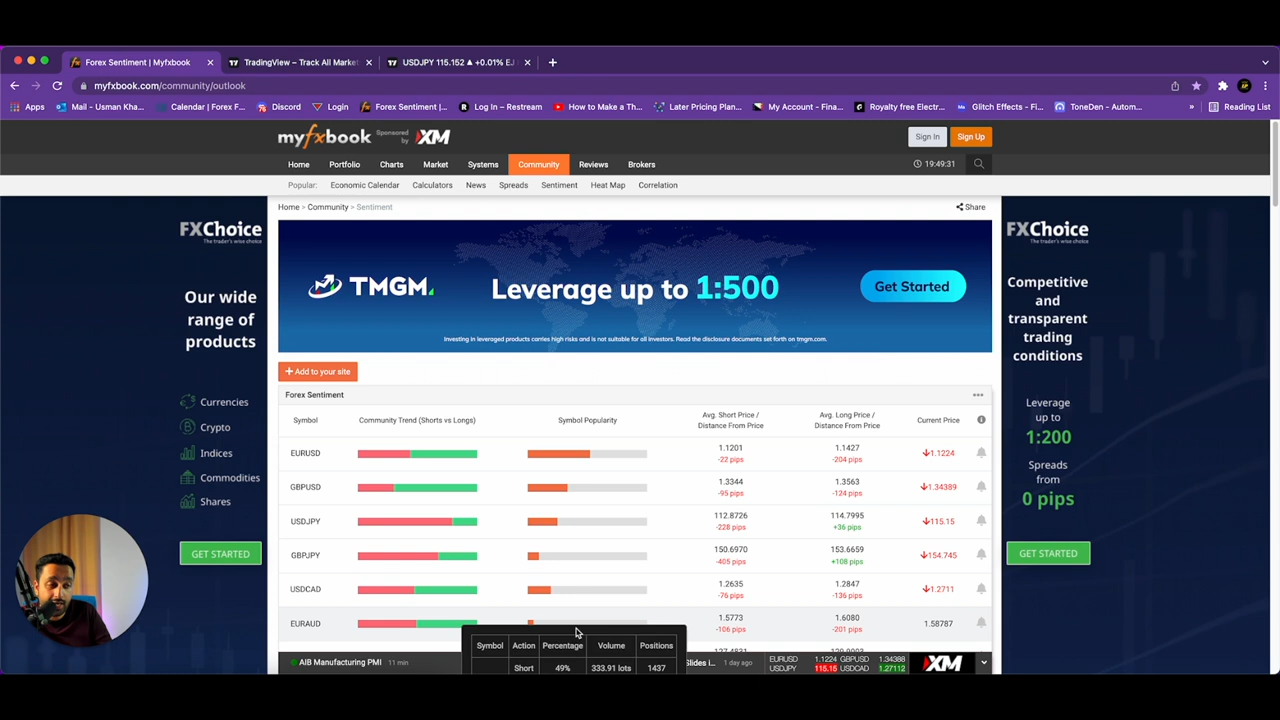 Forex Sentiment | Myfxbook
TradingView – Track All Market
USDJPY 115.152 ▲ +0.01% EJ
myfxbook.com/community/outlook
Apps
Mail - Usman Kha...
Calendar | Forex F...
Discord
Login
Forex Sentiment |...
Log In – Restream
How to Make a Th...
Later Pricing Plan...
My Account - Fina...
Royalty free Electr...
Glitch Effects - Fi...
ToneDen - Autom...
»
Reading List
myfxbook Sponsored by XM
Sign In
Sign Up
Home Portfolio Charts Market Systems Community Reviews Brokers
19:49:31
Popular: Economic Calendar Calculators News Spreads Sentiment Heat Map Correlation
Home > Community > Sentiment
Share
FXChoice
The trader's wise choice
Our wide
range of
products
Currencies
Crypto
Indices
Commodities
Shares
GET STARTED
TMGM
Leverage up to 1:500
Get Started
Investing in leveraged products carries high risks and is not suitable for all investors. Read the disclosure documents set forth on tmgm.com.
FXChoice
The trader's wise choice
Competitive
and
transparent
trading
conditions
Leverage
up to
1:200
Spreads
from
0 pips
GET STARTED
+ Add to your site
Forex Sentiment
Symbol
Community Trend (Shorts vs Longs)
Symbol Popularity
Avg. Short Price /
Distance From Price
Avg. Long Price /
Distance From Price
Current Price
EURUSD 1.1201 1.1427 1.1224
-22 pips -204 pips
GBPUSD 1.3344 1.3563 1.34389
-95 pips -124 pips
USDJPY 112.8726 114.7995 115.15
-228 pips +36 pips
GBPJPY 150.6970 153.6659 154.745
-405 pips +108 pips
USDCAD 1.2635 1.2847 1.2711
-76 pips -136 pips
EURAUD 1.5773 1.6080 1.58787
-106 pips -201 pips
Symbol Action Percentage Volume Positions
Short 49% 333.91 lots 1437
AIB Manufacturing PMI 11 min
Slides i... 1 day ago
EURUSD 1.1224 GBPUSD 1.34388
USDJPY 115.15 USDCAD 1.27112
XM